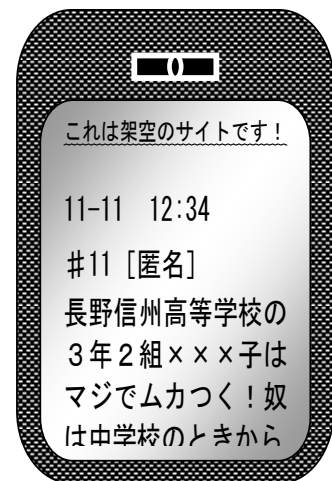 これは架空のサイトです！
11-11 12:34
♯11 [匿名]
長野信州高等学校の
３年２組×××子は
マジでムカつく！奴
は中学校のときから